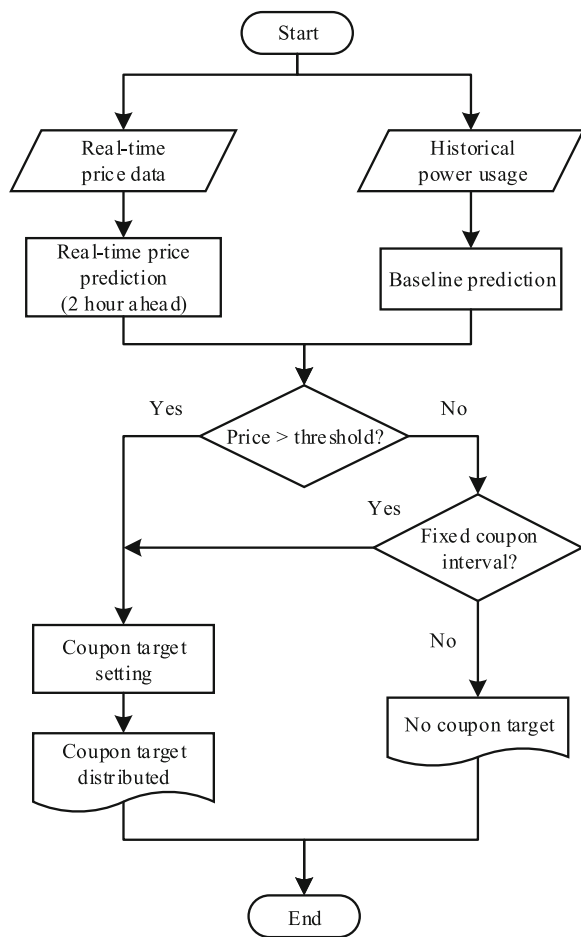 Start
Real-time
price data
Historical
power usage
Real-time price
prediction
(2 hour ahead)
Baseline prediction
Yes
No
Price > threshold?
Yes
Fixed coupon
interval?
No
Coupon target
setting
No coupon target
Coupon target
distributed
End